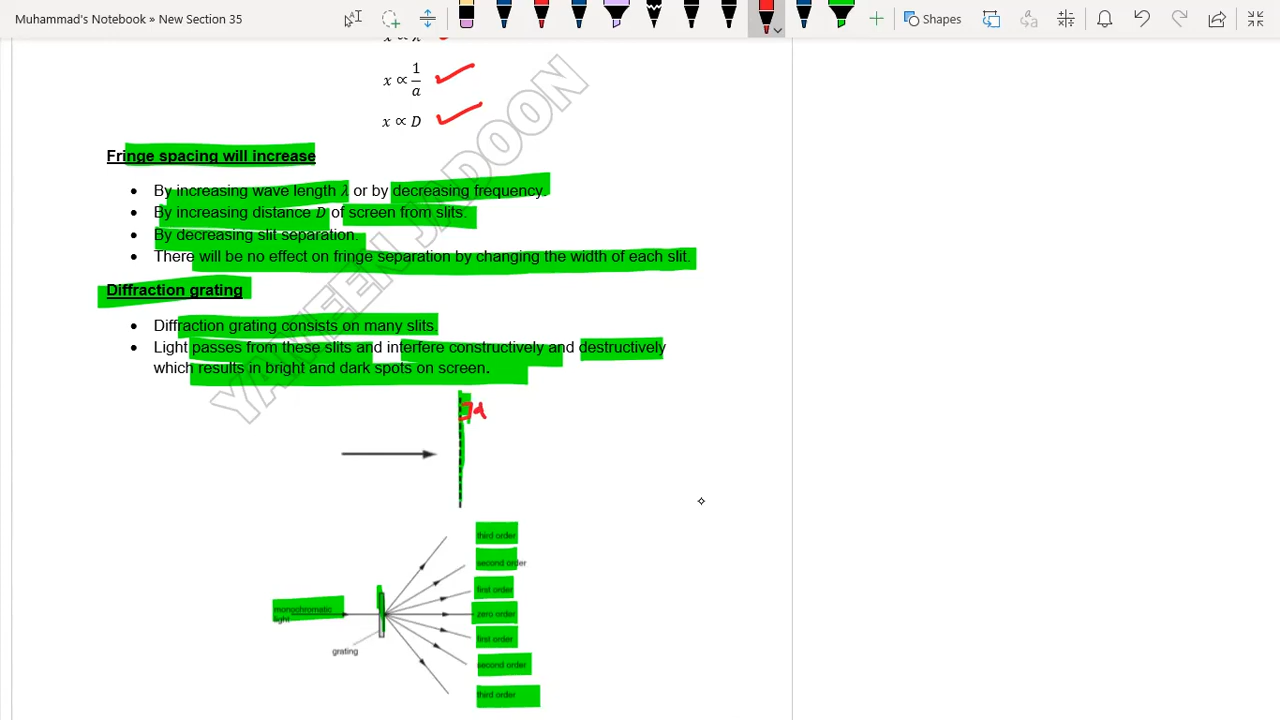 Muhammad's Notebook » New Section 35
Shapes
x ∝ λ
x ∝ 1/a
x ∝ D
Fringe spacing will increase
• By increasing wave length λ or by decreasing frequency.
• By increasing distance D of screen from slits.
• By decreasing slit separation.
• There will be no effect on fringe separation by changing the width of each slit.
Diffraction grating
• Diffraction grating consists on many slits.
• Light passes from these slits and interfere constructively and destructively
which results in bright and dark spots on screen.
YATHEEN JADOON
d
third order
second order
first order
monochromatic
light
zero order
first order
grating
second order
third order